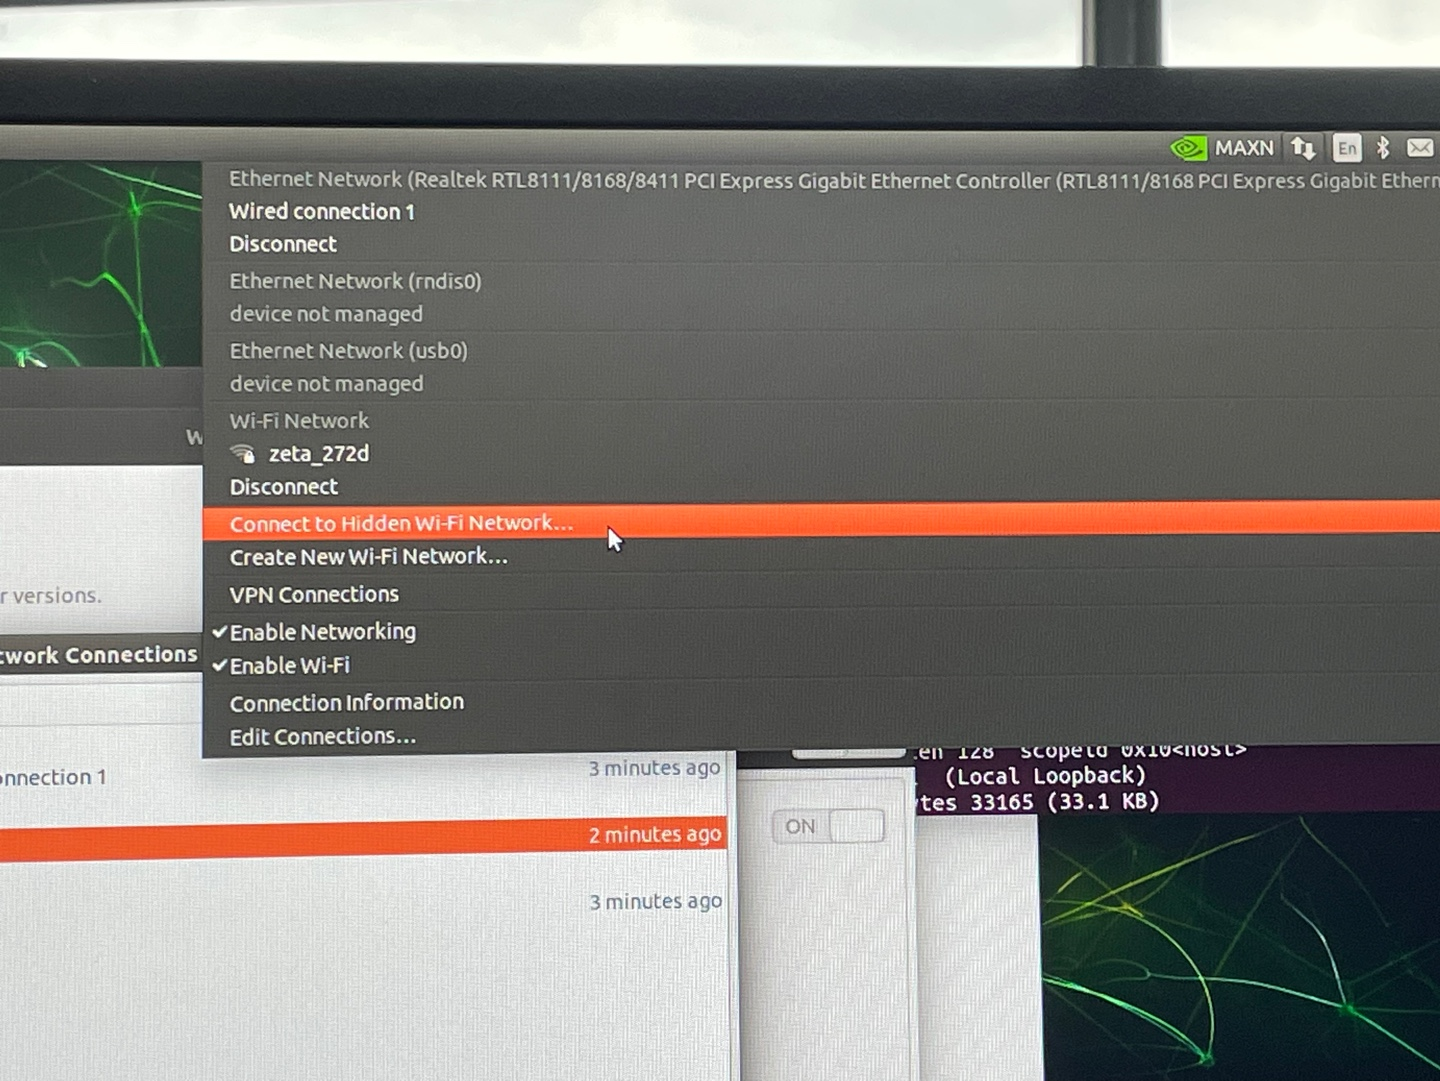 MAXN En
Ethernet Network (Realtek RTL8111/8168/8411 PCI Express Gigabit Ethernet Controller (RTL8111/8168 PCI Express Gigabit Ethern
Wired connection 1
Disconnect
Ethernet Network (rndis0)
device not managed
Ethernet Network (usb0)
device not managed
Wi-Fi Network
zeta_272d
Disconnect
Connect to Hidden Wi-Fi Network...
Create New Wi-Fi Network...
VPN Connections
Enable Networking
Enable Wi-Fi
Connection Information
Edit Connections...
W
r versions.
twork Connections
onnection 1
3 minutes ago
2 minutes ago
3 minutes ago
ON
en 128 scopeid 0x10<host>
(Local Loopback)
ytes 33165 (33.1 KB)